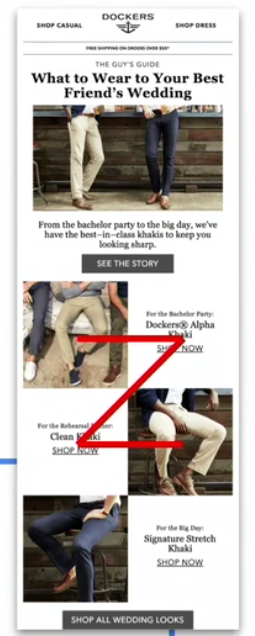 DOCKERS
SHOP CASUAL
SHOP DRESS
FREE SHIPPING ON ORDERS OVER $50*
THE GUY'S GUIDE
What to Wear to Your Best
Friend's Wedding
From the bachelor party to the big day, we've
have the best-in-class khakis to keep you
looking sharp.
SEE THE STORY
For the Bachelor Party:
Dockers® Alpha
Khaki
SHOP NOW
For the Rehearsal
Clean Khaki
SHOP NOW
For the Big Day:
Signature Stretch
Khaki
SHOP NOW
SHOP ALL WEDDING LOOKS